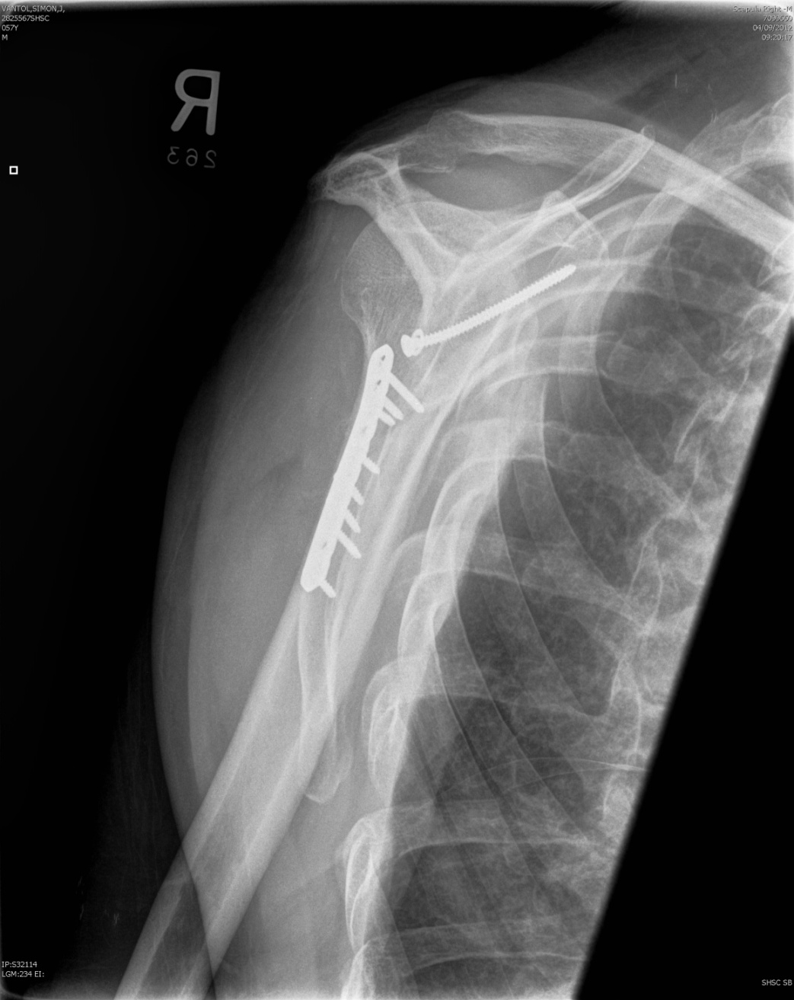 VANTOL,SIMON,J,
2825567SHSC
057Y
M
Scapula Right -M
7099550
04/09/2012
09:20:17
R
263
IP:S32114
LGM:234 EI:
SHSC SB